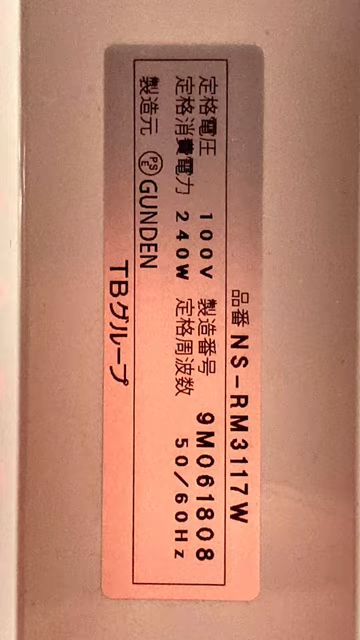 品番 NS-RM3117W
定格電圧 100V 製造番号 9M061808
定格消費電力 240W 定格周波数 50/60Hz
製造元 PSE GUNDEN
TBグループ